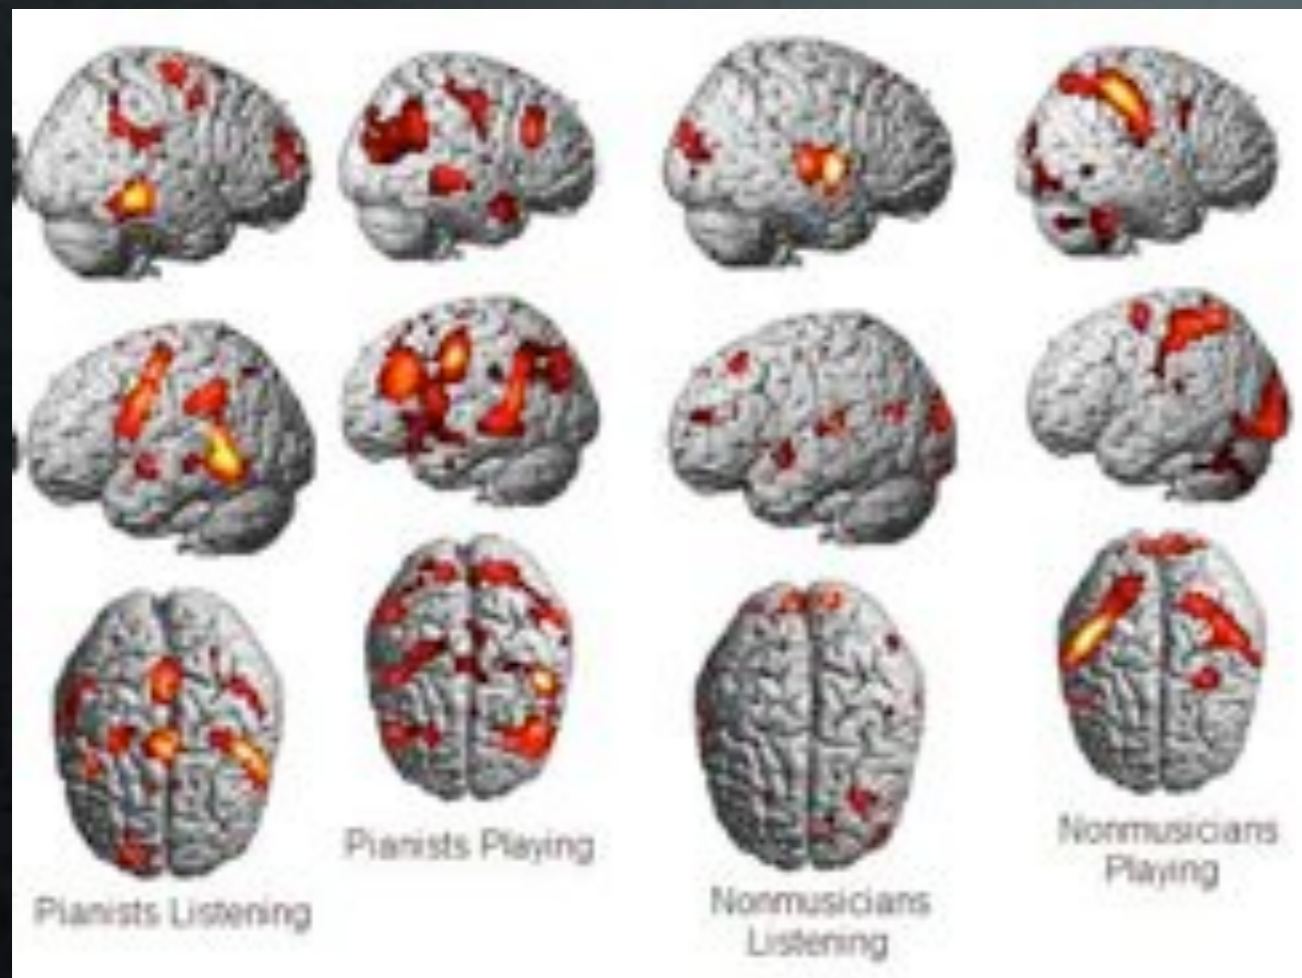 Pianists Listening
Pianists Playing
Nonmusicians
Listening
Nonmusicians
Playing